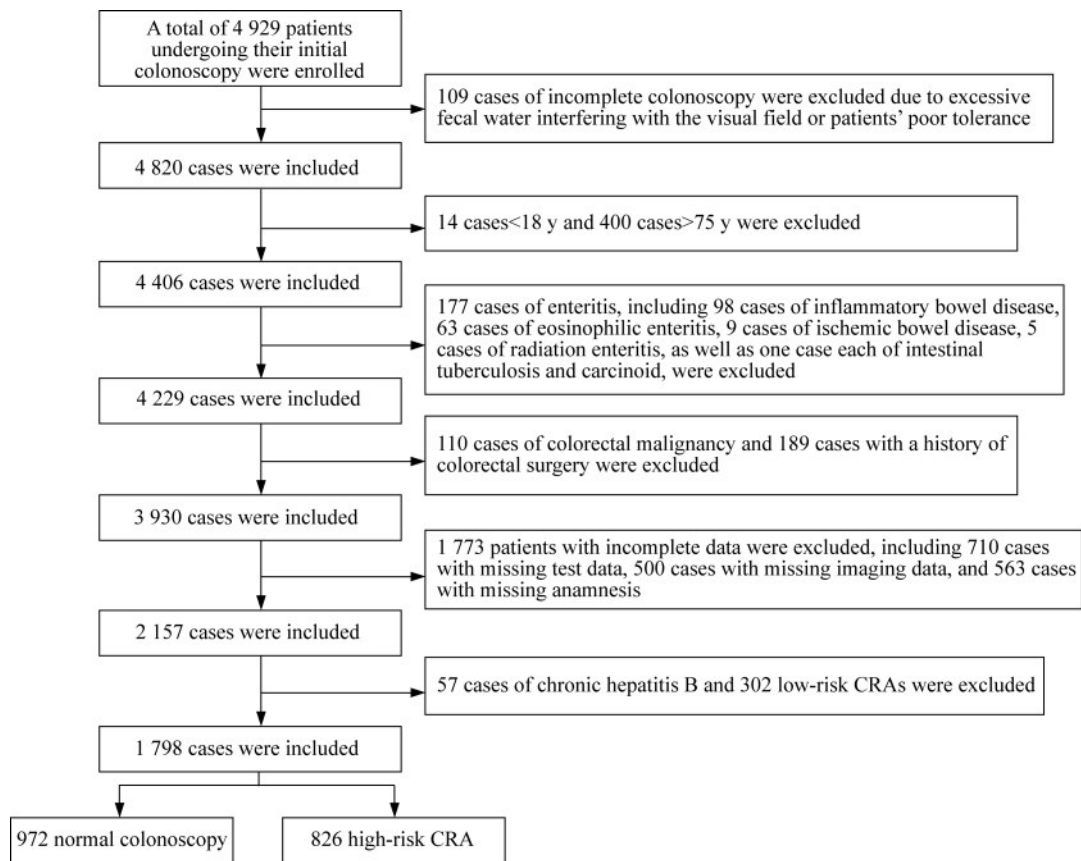 A total of 4 929 patients
undergoing their initial
colonoscopy were enrolled
109 cases of incomplete colonoscopy were excluded due to excessive
fecal water interfering with the visual field or patients’ poor tolerance
4 820 cases were included
14 cases<18 y and 400 cases>75 y were excluded
4 406 cases were included
177 cases of enteritis, including 98 cases of inflammatory bowel disease,
63 cases of eosinophilic enteritis, 9 cases of ischemic bowel disease, 5
cases of radiation enteritis, as well as one case each of intestinal
tuberculosis and carcinoid, were excluded
4 229 cases were included
110 cases of colorectal malignancy and 189 cases with a history of
colorectal surgery were excluded
3 930 cases were included
1 773 patients with incomplete data were excluded, including 710 cases
with missing test data, 500 cases with missing imaging data, and 563 cases
with missing anamnesis
2 157 cases were included
57 cases of chronic hepatitis B and 302 low-risk CRAs were excluded
1 798 cases were included
972 normal colonoscopy
826 high-risk CRA